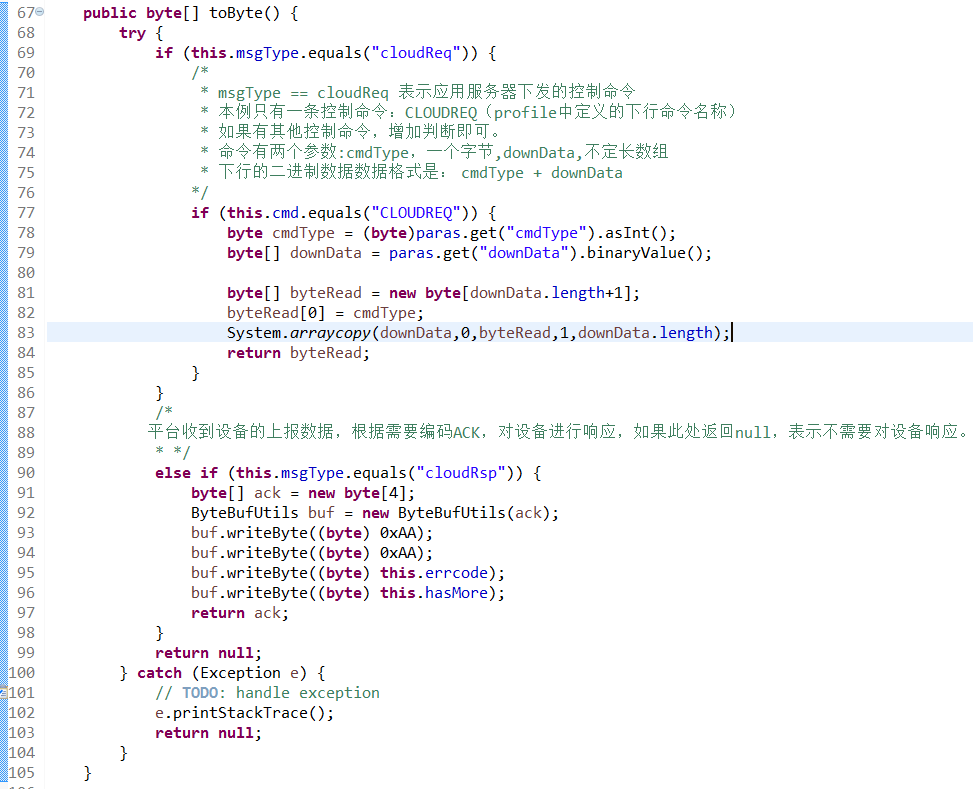 67 public byte[] toByte() {
68 try {
69 if (this.msgType.equals("cloudReq")) {
70 /*
71 * msgType == cloudReq 表示应用服务器下发的控制命令
72 * 本例只有一条控制命令：CLOUDREQ（profile中定义的下行命令名称）
73 * 如果有其他控制命令，增加判断即可。
74 * 命令有两个参数:cmdType，一个字节,downData,不定长数组
75 * 下行的二进制数据数据格式是： cmdType + downData
76 */
77 if (this.cmd.equals("CLOUDREQ")) {
78 byte cmdType = (byte)paras.get("cmdType").asInt();
79 byte[] downData = paras.get("downData").binaryValue();
80
81 byte[] byteRead = new byte[downData.length+1];
82 byteRead[0] = cmdType;
83 System.arraycopy(downData,0,byteRead,1,downData.length);
84 return byteRead;
85 }
86 }
87 /*
88 平台收到设备的上报数据，根据需要编码ACK，对设备进行响应，如果此处返回null，表示不需要对设备响应。
89 * */
90 else if (this.msgType.equals("cloudRsp")) {
91 byte[] ack = new byte[4];
92 ByteBufUtils buf = new ByteBufUtils(ack);
93 buf.writeByte((byte) 0xAA);
94 buf.writeByte((byte) 0xAA);
95 buf.writeByte((byte) this.errcode);
96 buf.writeByte((byte) this.hasMore);
97 return ack;
98 }
99 return null;
100 } catch (Exception e) {
101 // TODO: handle exception
102 e.printStackTrace();
103 return null;
104 }
105 }